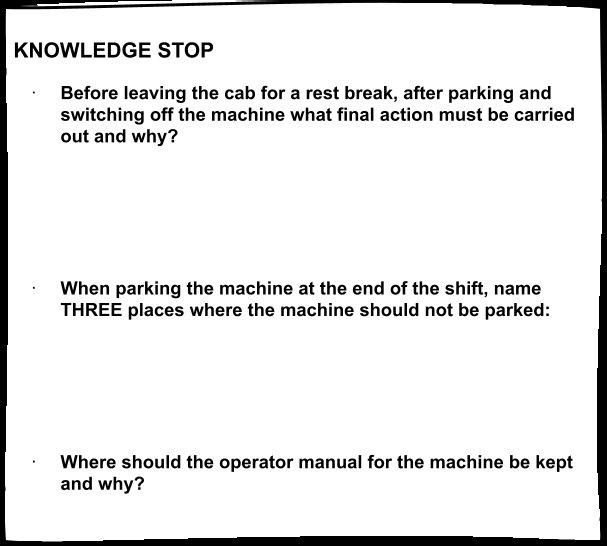 KNOWLEDGE STOP
· Before leaving the cab for a rest break, after parking and
switching off the machine what final action must be carried
out and why?
· When parking the machine at the end of the shift, name
THREE places where the machine should not be parked:
· Where should the operator manual for the machine be kept
and why?